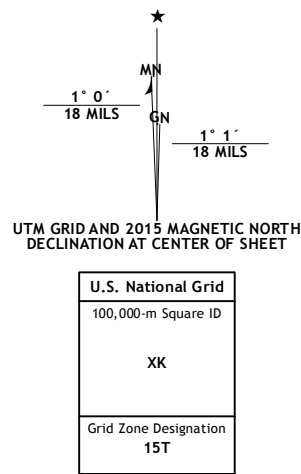 ★
MN
GN
1° 0´
18 MILS
1° 1´
18 MILS
UTM GRID AND 2015 MAGNETIC NORTH
DECLINATION AT CENTER OF SHEET
U.S. National Grid
100,000-m Square ID
XK
Grid Zone Designation
15T